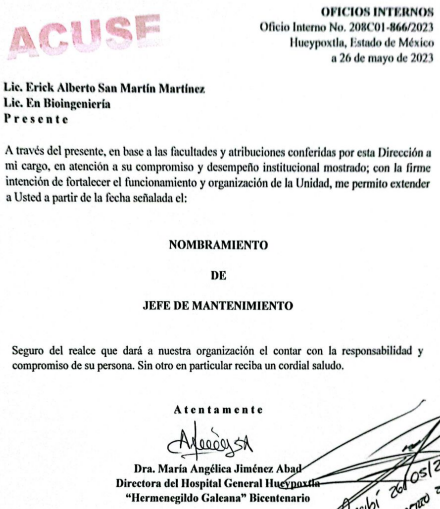 ACUSE
OFICIOS INTERNOS
Oficio Interno No. 208C01-866/2023
Hueypoxtla, Estado de México
a 26 de mayo de 2023
Lic. Erick Alberto San Martín Martínez
Lic. En Bioingeniería
P r e s e n t e
A través del presente, en base a las facultades y atribuciones conferidas por esta Dirección a
mi cargo, en atención a su compromiso y desempeño institucional mostrado; con la firme
intención de fortalecer el funcionamiento y organización de la Unidad, me permito extender
a Usted a partir de la fecha señalada el:
NOMBRAMIENTO
DE
JEFE DE MANTENIMIENTO
Seguro del realce que dará a nuestra organización el contar con la responsabilidad y
compromiso de su persona. Sin otro en particular reciba un cordial saludo.
A t e n t a m e n t e
Dra. María Angélica Jiménez Abad
Directora del Hospital General Hueypoxtla
"Hermenegildo Galeana" Bicentenario
26/05/2